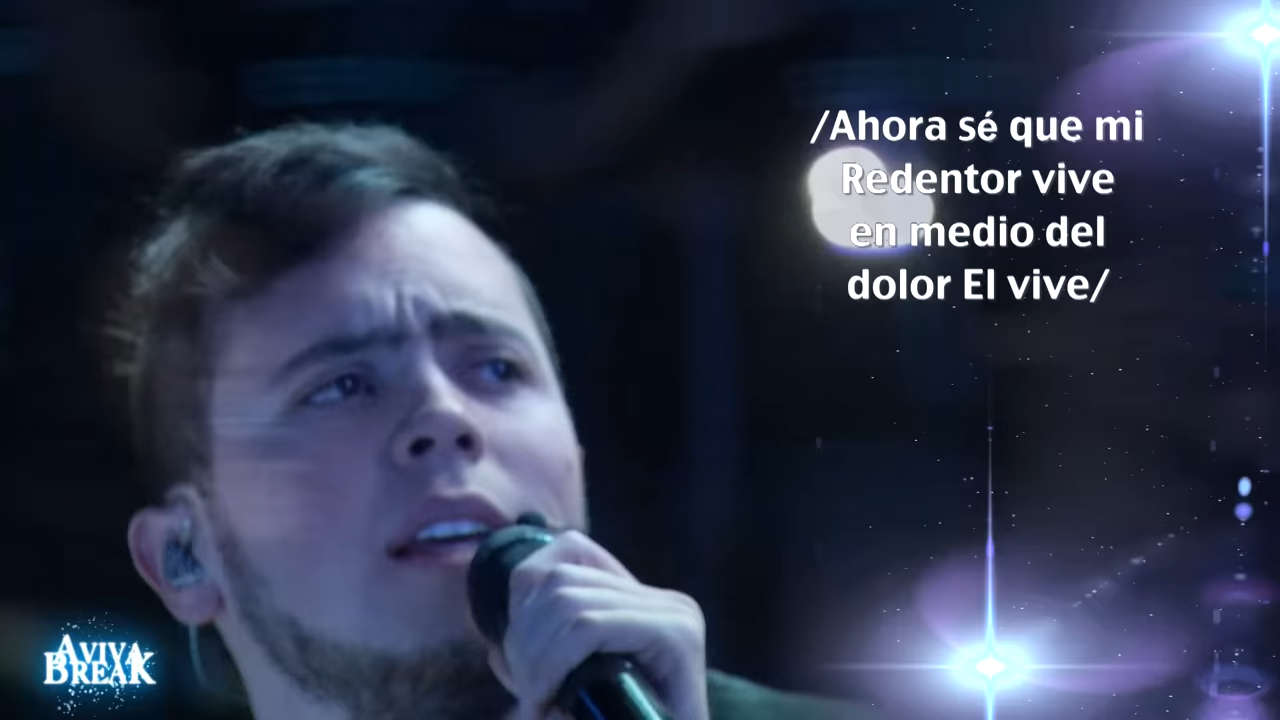 /Ahora sé que mi
Redentor vive
en medio del
dolor El vive/
AVIVA
BREAK